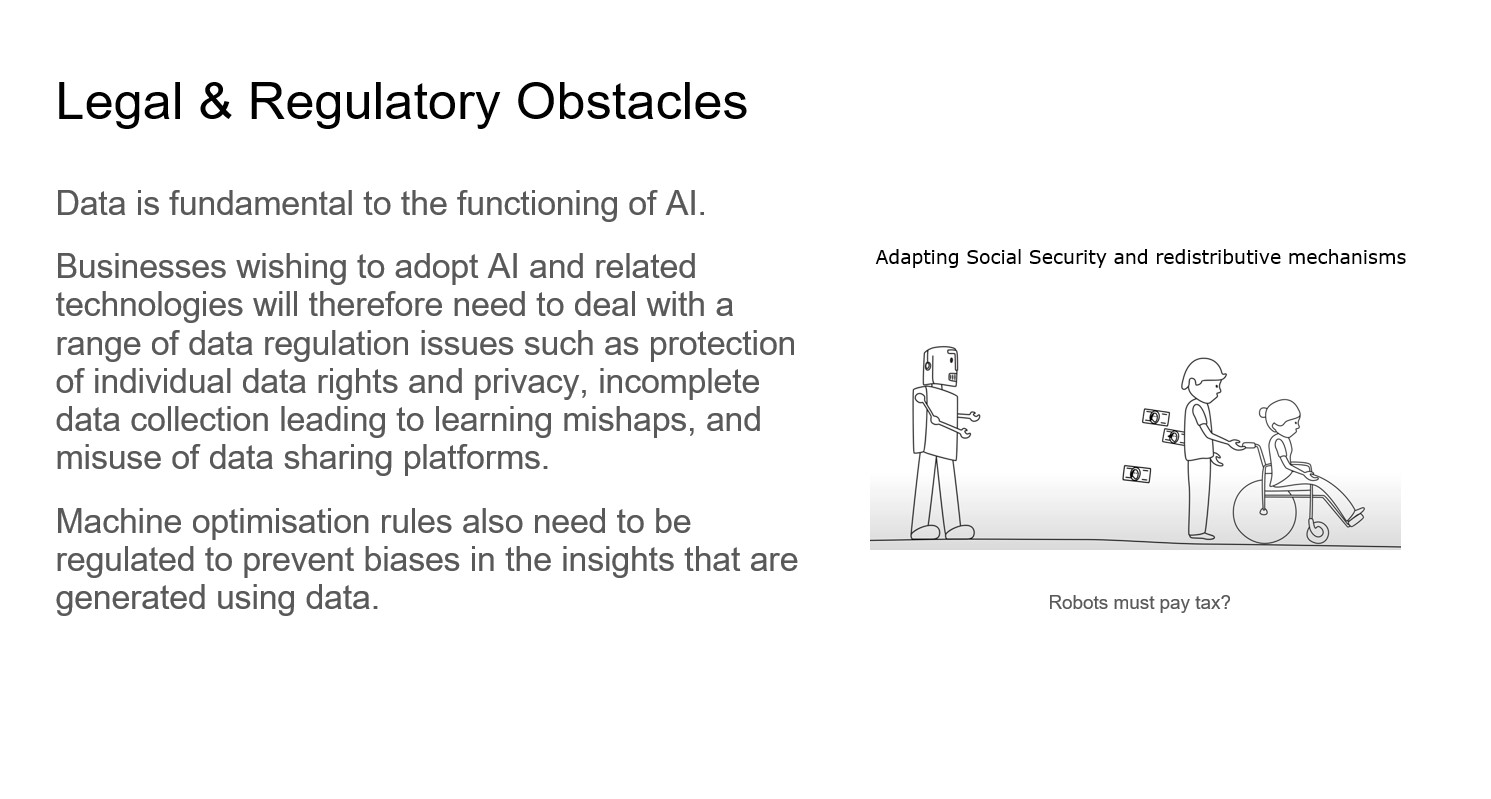 Legal & Regulatory Obstacles
Data is fundamental to the functioning of AI.
Businesses wishing to adopt AI and related
technologies will therefore need to deal with a
range of data regulation issues such as protection
of individual data rights and privacy, incomplete
data collection leading to learning mishaps, and
misuse of data sharing platforms.
Machine optimisation rules also need to be
regulated to prevent biases in the insights that are
generated using data.
Adapting Social Security and redistributive mechanisms
Robots must pay tax?